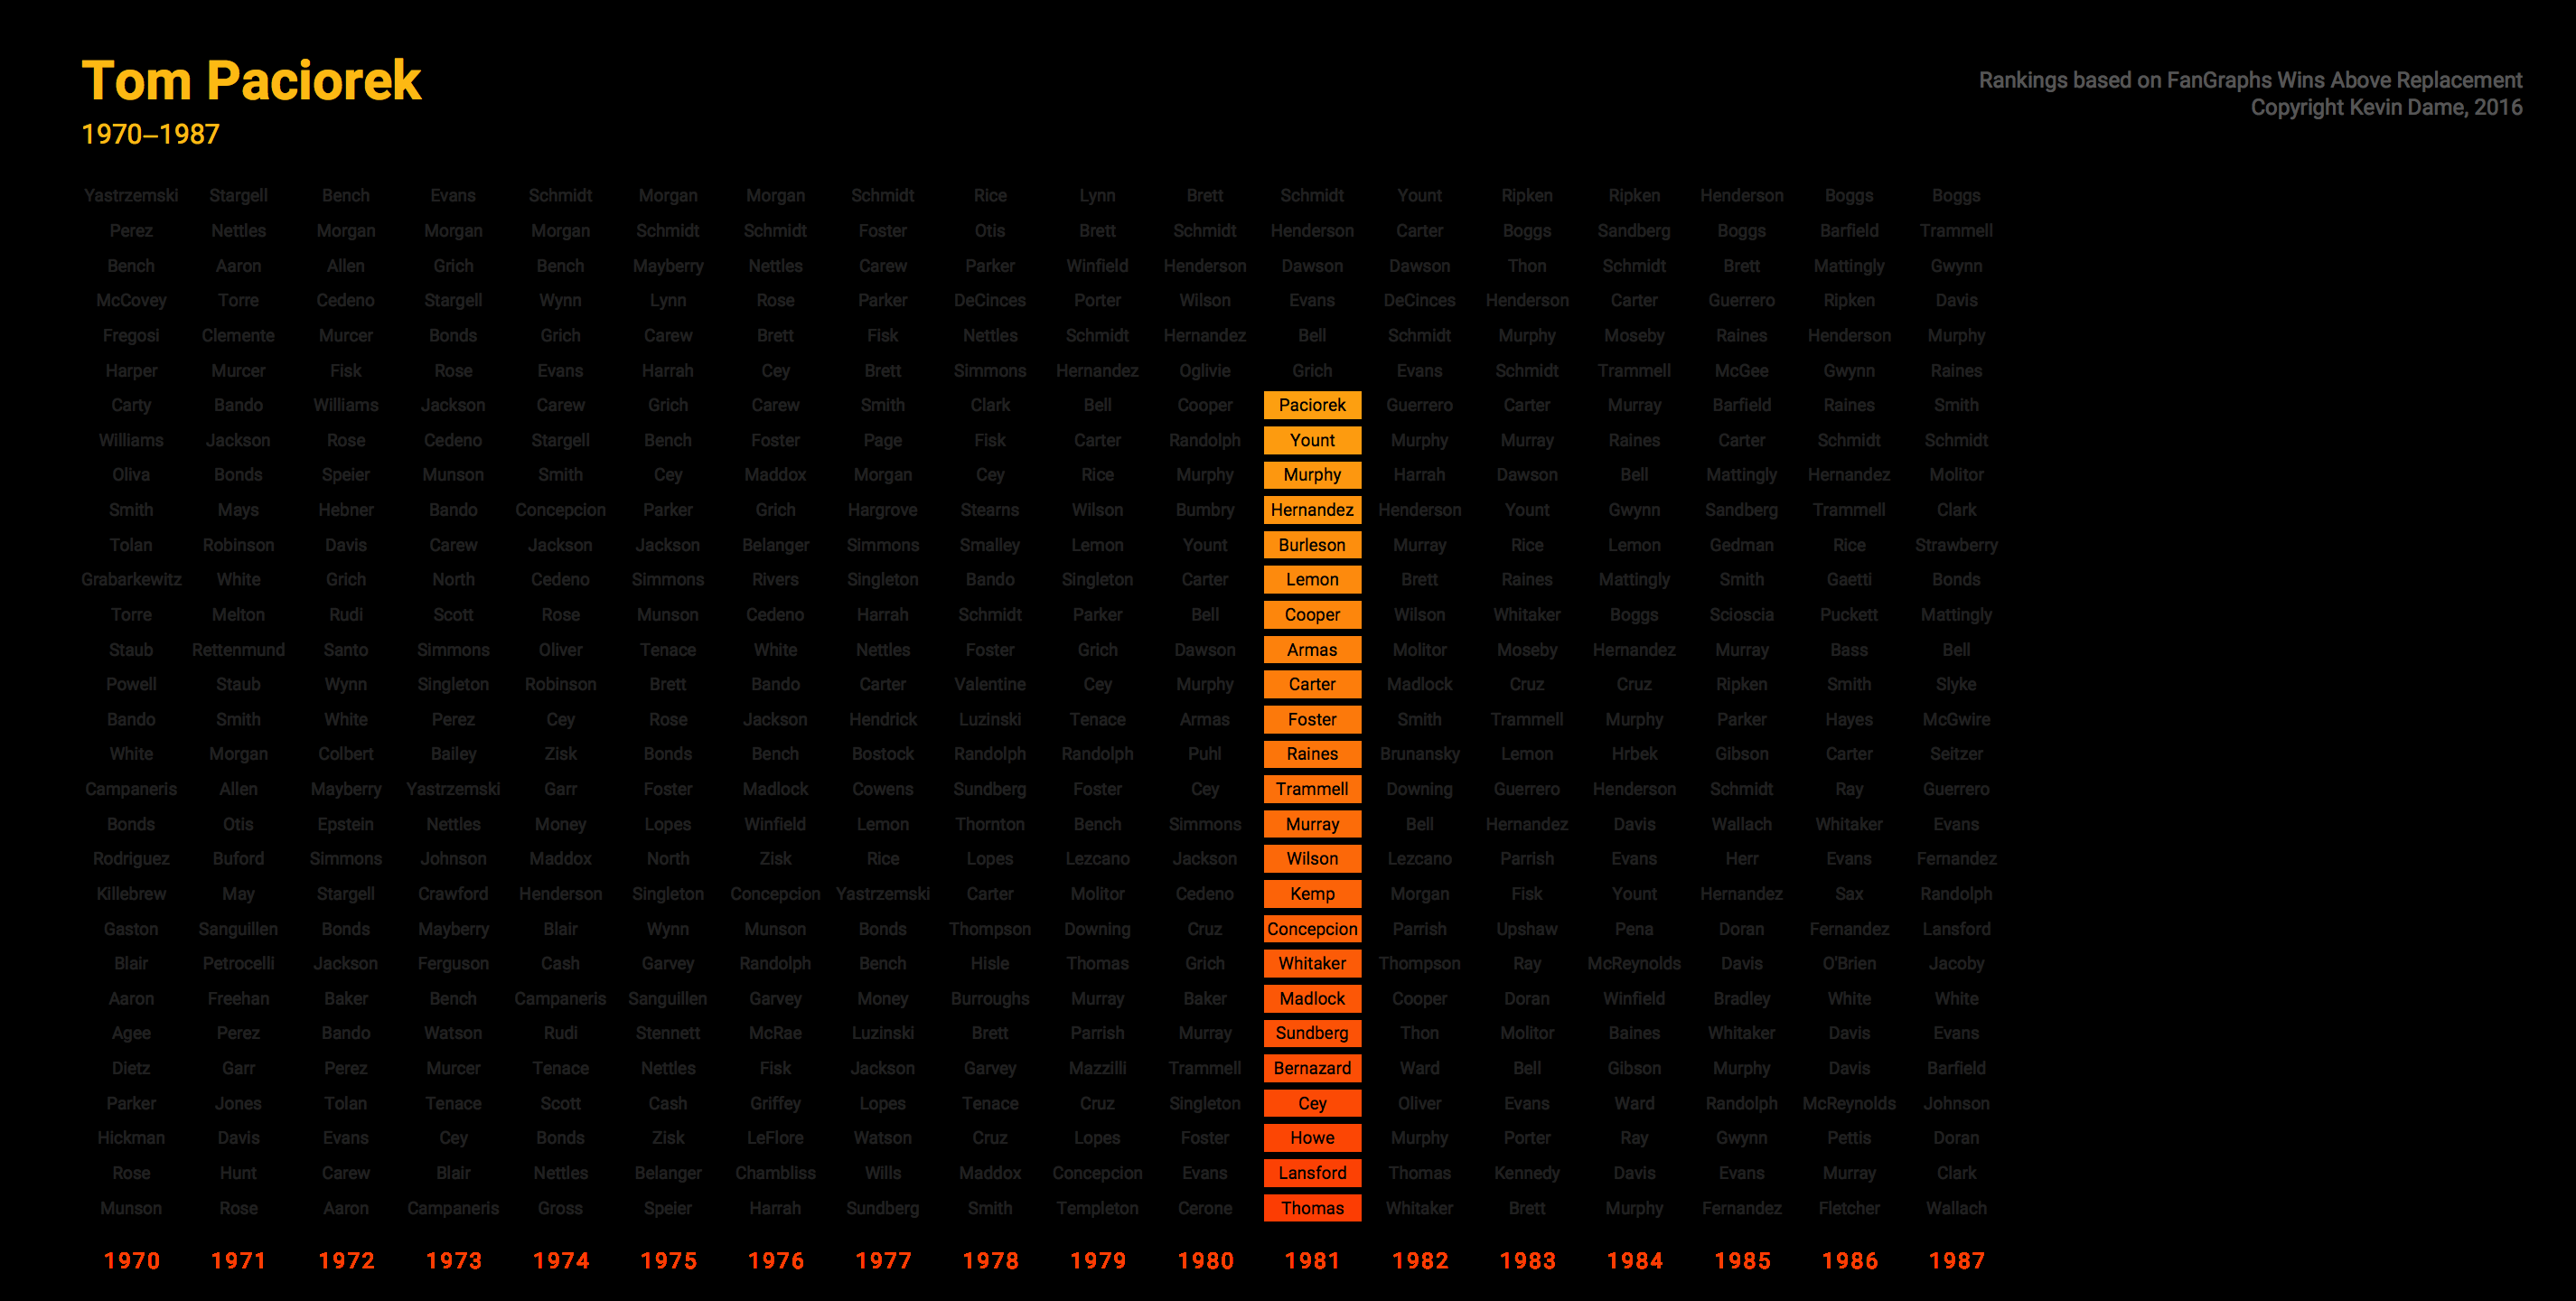 Tom Paciorek
1970–1987
Rankings based on FanGraphs Wins Above Replacement
Copyright Kevin Dame, 2016
Yastrzemski Stargell Bench Evans Schmidt Morgan Morgan Schmidt Rice Lynn Brett Schmidt Yount Ripken Ripken Henderson Boggs Boggs
Perez Nettles Morgan Morgan Morgan Schmidt Schmidt Foster Otis Brett Schmidt Henderson Carter Boggs Sandberg Boggs Barfield Trammell
Bench Aaron Allen Grich Bench Mayberry Nettles Carew Parker Winfield Henderson Dawson Dawson Thon Schmidt Brett Mattingly Gwynn
McCovey Torre Cedeno Stargell Wynn Lynn Rose Parker DeCinces Porter Wilson Evans DeCinces Henderson Carter Guerrero Ripken Davis
Fregosi Clemente Murcer Bonds Grich Carew Brett Fisk Nettles Schmidt Hernandez Bell Schmidt Murphy Moseby Raines Henderson Murphy
Harper Murcer Fisk Rose Evans Harrah Cey Brett Simmons Hernandez Oglivie Grich Evans Schmidt Trammell McGee Gwynn Raines
Carty Bando Williams Jackson Carew Grich Carew Smith Clark Bell Cooper Paciorek Guerrero Carter Murray Barfield Raines Smith
Williams Jackson Rose Cedeno Stargell Bench Foster Page Fisk Carter Randolph Yount Murphy Murray Raines Carter Schmidt Schmidt
Oliva Bonds Speier Munson Smith Cey Maddox Morgan Cey Rice Murphy Murphy Harrah Dawson Bell Mattingly Hernandez Molitor
Smith Mays Hebner Bando Concepcion Parker Grich Hargrove Stearns Wilson Bumbry Hernandez Henderson Yount Gwynn Sandberg Trammell Clark
Tolan Robinson Davis Carew Jackson Jackson Belanger Simmons Smalley Lemon Yount Burleson Murray Rice Lemon Gedman Rice Strawberry
Grabarkewitz White Grich North Cedeno Simmons Rivers Singleton Bando Singleton Carter Lemon Brett Raines Mattingly Smith Gaetti Bonds
Torre Melton Rudi Scott Rose Munson Cedeno Harrah Schmidt Parker Bell Cooper Wilson Whitaker Boggs Scioscia Puckett Mattingly
Staub Rettenmund Santo Simmons Oliver Tenace White Nettles Foster Grich Dawson Armas Molitor Moseby Hernandez Murray Bass Bell
Powell Staub Wynn Singleton Robinson Brett Bando Carter Valentine Cey Murphy Carter Madlock Cruz Cruz Ripken Smith Slyke
Bando Smith White Perez Cey Rose Jackson Hendrick Luzinski Tenace Armas Foster Smith Trammell Murphy Parker Hayes McGwire
White Morgan Colbert Bailey Zisk Bonds Bench Bostock Randolph Randolph Puhl Raines Brunansky Lemon Hrbek Gibson Carter Seitzer
Campaneris Allen Mayberry Yastrzemski Garr Foster Madlock Cowens Sundberg Foster Cey Trammell Downing Guerrero Henderson Schmidt Ray Guerrero
Bonds Otis Epstein Nettles Money Lopes Winfield Lemon Thornton Bench Simmons Murray Bell Hernandez Davis Wallach Whitaker Evans
Rodriguez Buford Simmons Johnson Maddox North Zisk Rice Lopes Lezcano Jackson Wilson Lezcano Parrish Evans Herr Evans Fernandez
Killebrew May Stargell Crawford Henderson Singleton Concepcion Yastrzemski Carter Molitor Cedeno Kemp Morgan Fisk Yount Hernandez Sax Randolph
Gaston Sanguillen Bonds Mayberry Blair Wynn Munson Bonds Thompson Downing Cruz Concepcion Parrish Upshaw Pena Doran Fernandez Lansford
Blair Petrocelli Jackson Ferguson Cash Garvey Randolph Bench Hisle Thomas Grich Whitaker Thompson Ray McReynolds Davis O'Brien Jacoby
Aaron Freehan Baker Bench Campaneris Sanguillen Garvey Money Burroughs Murray Baker Madlock Cooper Doran Winfield Bradley White White
Agee Perez Bando Watson Rudi Stennett McRae Luzinski Brett Parrish Murray Sundberg Thon Molitor Baines Whitaker Davis Evans
Dietz Garr Perez Murcer Tenace Nettles Fisk Jackson Garvey Mazzilli Trammell Bernazard Ward Bell Gibson Murphy Davis Barfield
Parker Jones Tolan Tenace Scott Cash Griffey Lopes Tenace Cruz Singleton Cey Oliver Evans Ward Randolph McReynolds Johnson
Hickman Davis Evans Cey Bonds Zisk LeFlore Watson Cruz Lopes Foster Howe Murphy Porter Ray Gwynn Pettis Doran
Rose Hunt Carew Blair Nettles Belanger Chambliss Wills Maddox Concepcion Evans Lansford Thomas Kennedy Davis Evans Murray Clark
Munson Rose Aaron Campaneris Gross Speier Harrah Sundberg Smith Templeton Cerone Thomas Whitaker Brett Murphy Fernandez Fletcher Wallach
1970 1971 1972 1973 1974 1975 1976 1977 1978 1979 1980 1981 1982 1983 1984 1985 1986 1987